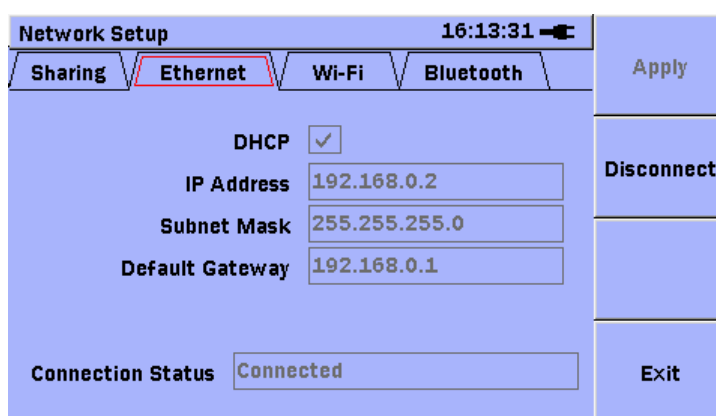 Network Setup 16:13:31
Sharing Ethernet Wi-Fi Bluetooth
Apply
DHCP
IP Address 192.168.0.2
Disconnect
Subnet Mask 255.255.255.0
Default Gateway 192.168.0.1
Connection Status Connected
Exit